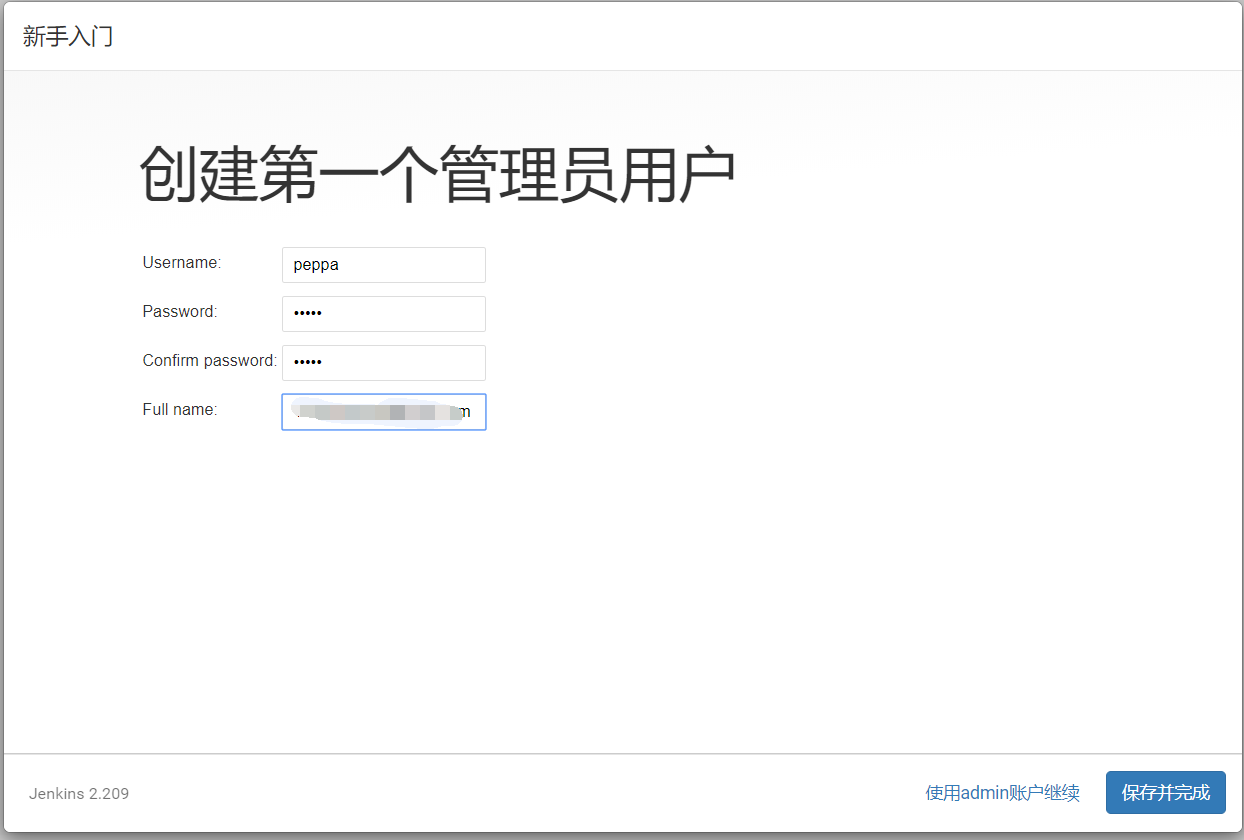 新手入门
创建第一个管理员用户
Username: peppa
Password: •••••
Confirm password: •••••
Full name:
Jenkins 2.209
使用admin账户继续 保存并完成